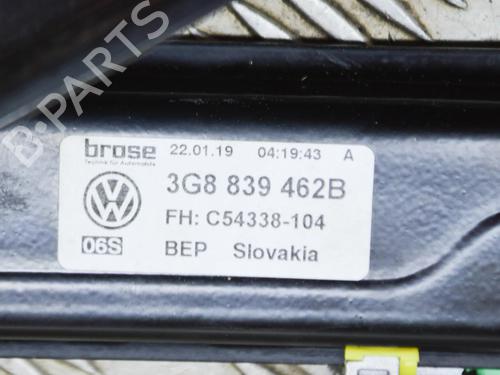 B-PARTS
brose 22.01.19 04:19:43 A
Technik für Automobile
3G8 839 462B
FH: C54338-104
06S BEP Slovakia